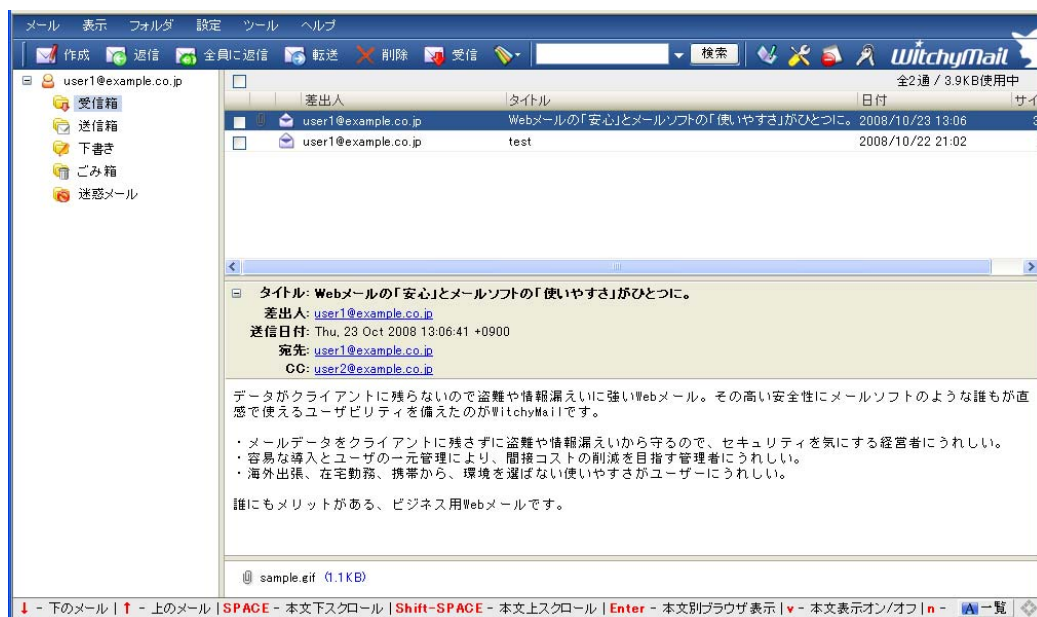 メール 表示 フォルダ 設定 ツール ヘルプ
作成 返信 全員に返信 転送 削除 受信 検索 WitchyMail
user1@example.co.jp
受信箱
送信箱
下書き
ごみ箱
迷惑メール
全2通 / 3.9KB使用中
差出人 タイトル 日付 サイ
user1@example.co.jp Webメールの「安心」とメールソフトの「使いやすさ」がひとつに。 2008/10/23 13:06 3
user1@example.co.jp test 2008/10/22 21:02
タイトル: Webメールの「安心」とメールソフトの「使いやすさ」がひとつに。
差出人: user1@example.co.jp
送信日付: Thu, 23 Oct 2008 13:06:41 +0900
宛先: user1@example.co.jp
CC: user2@example.co.jp
データがクライアントに残らないので盗難や情報漏えいに強いWebメール。その高い安全性にメールソフトのような誰もが直
感で使えるユーザビリティを備えたのがWitchyMailです。
・メールデータをクライアントに残さずに盗難や情報漏えいから守るので、セキュリティを気にする経営者にうれしい。
・容易な導入とユーザの一元管理により、間接コストの削減を目指す管理者にうれしい。
・海外出張、在宅勤務、携帯から、環境を選ばない使いやすさがユーザーにうれしい。
誰にもメリットがある、ビジネス用Webメールです。
sample.gif (1.1KB)
↓ - 下のメール | ↑ - 上のメール | SPACE - 本文下スクロール | Shift-SPACE - 本文上スクロール | Enter - 本文別ブラウザ表示 | v - 本文表示オン/オフ | n - A 一覧